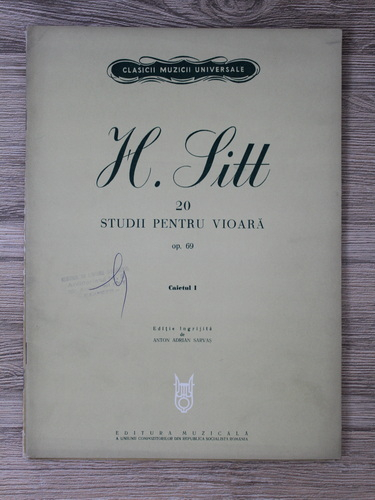 CLASICII MUZICII UNIVERSALE
H. Sitt
20
STUDII PENTRU VIOARĂ
op. 69
Caietul I
Ediție îngrijită
de
ANTON ADRIAN SARVAȘ
EDITURA MUZICALĂ
A UNIUNII COMPOZITORILOR DIN REPUBLICA SOCIALISTĂ ROMÂNIA